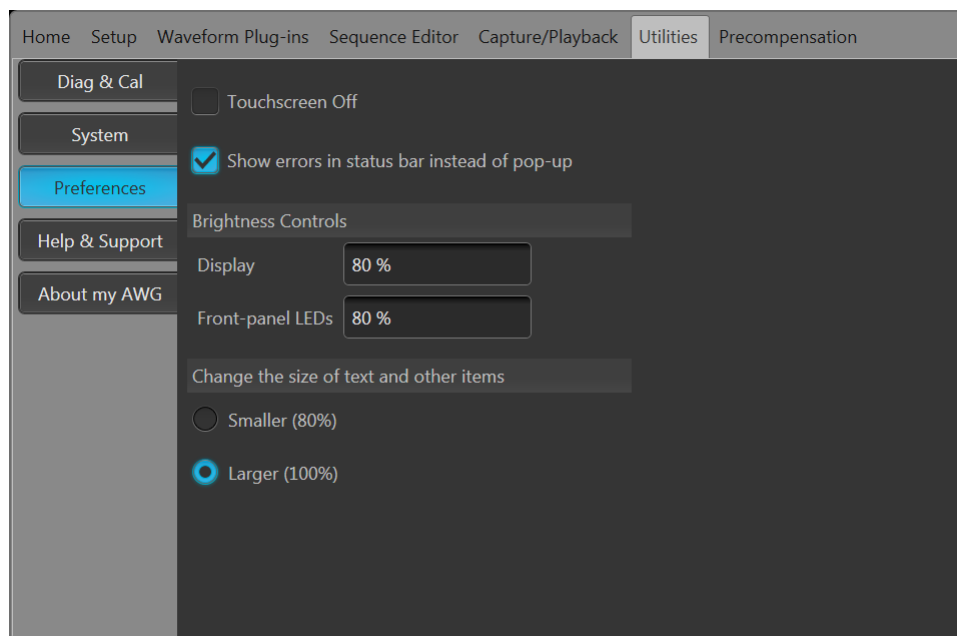 Home Setup Waveform Plug-ins Sequence Editor Capture/Playback Utilities Precompensation
Diag & Cal
System
Preferences
Help & Support
About my AWG
Touchscreen Off
Show errors in status bar instead of pop-up
Brightness Controls
Display 80 %
Front-panel LEDs 80 %
Change the size of text and other items
Smaller (80%)
Larger (100%)